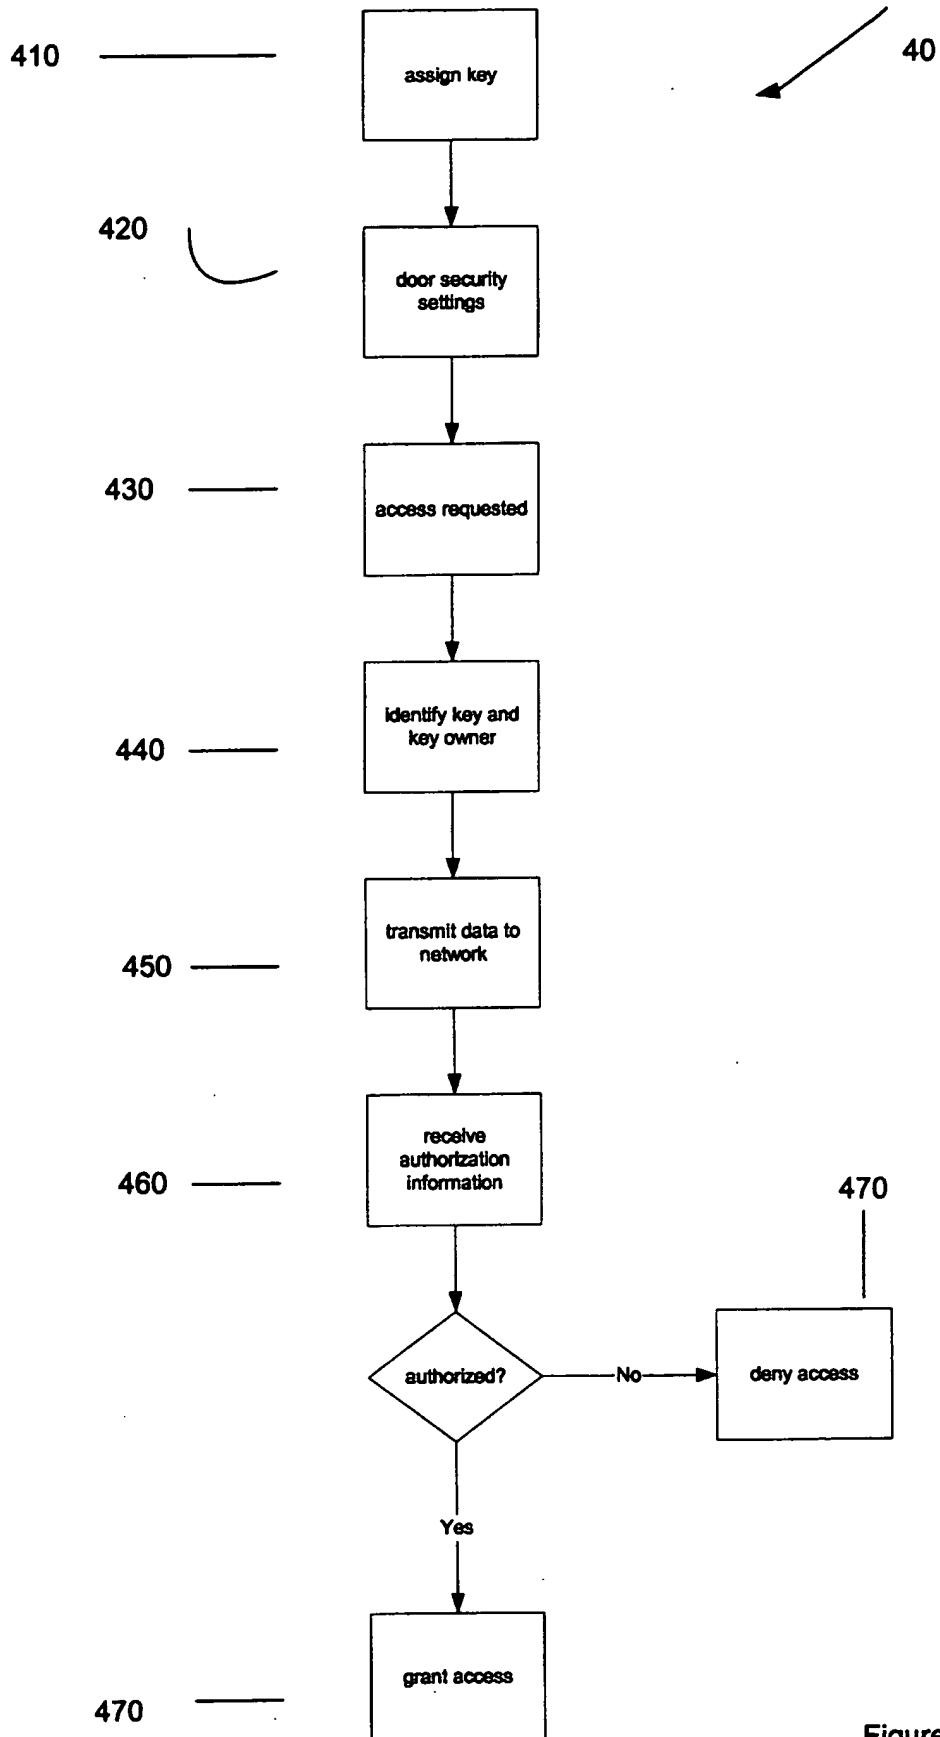 410
assign key
40
420
door security
settings
430
access requested
440
identify key and
key owner
450
transmit data to
network
460
receive
authorization
information
470
authorized?
No
deny access
Yes
grant access
470
Figure